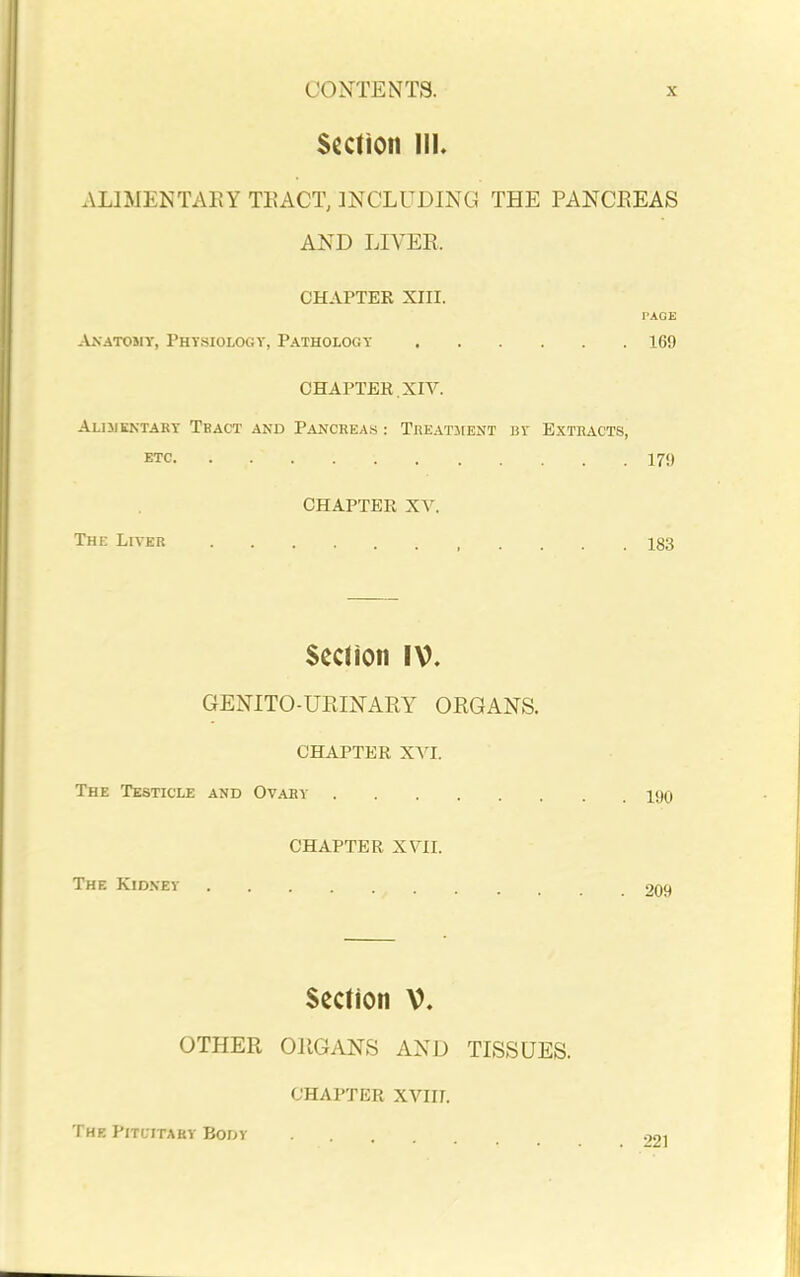 CONTENTS. x
Section III.
ALIMENTARY TRACT, INCLUDING THE PANCREAS
AND LIVER.
CHAPTER XIII.
PAGE
Anatomy, Physiology, Pathology . . . . . . 169
CHAPTER XIV.
Alimentary Tract and Pancreas : Treatment by Extracts,
etc. . . . . . . . . . . . 179
CHAPTER XV.
The Liver . . . . . . . . . . . 183
Section IV.
GENITO-URINARY ORGANS.
CHAPTER XVI.
The Testicle and Ovary . . . . . . . . 190
CHAPTER XVII.
The Kidney . . . . . . . . . . . 209
Section V.
OTHER ORGANS AND TISSUES.
CHAPTER XVIII.
The Pituitary Body . . . . . . . . . 221